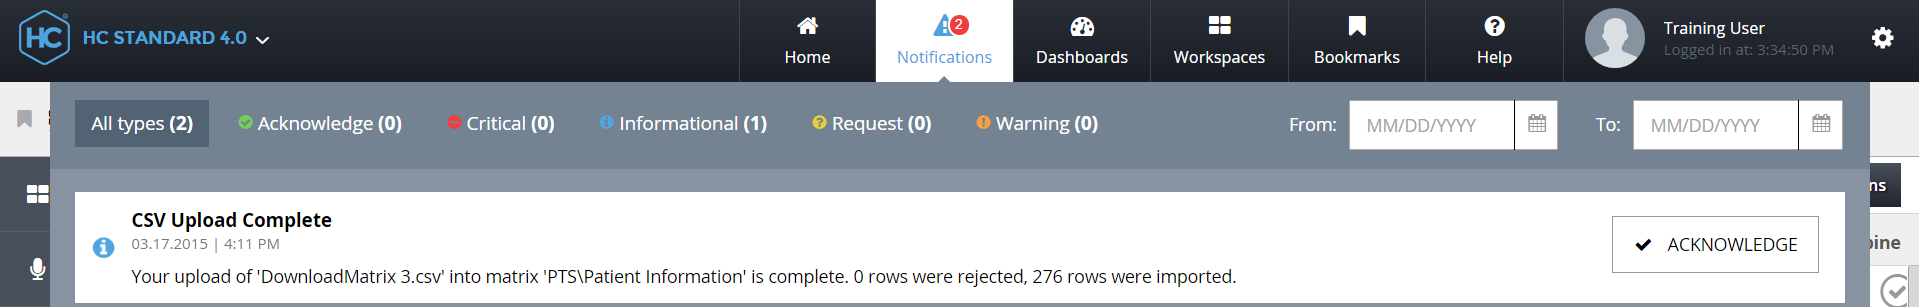 HC
HC STANDARD 4.0
Home
2
Notifications
Dashboards
Workspaces
Bookmarks
Help
Training User
Logged in at: 3:34:50 PM
All types (2)
Acknowledge (0)
Critical (0)
Informational (1)
Request (0)
Warning (0)
From:
MM/DD/YYYY
To:
MM/DD/YYYY
ns
CSV Upload Complete
03.17.2015 | 4:11 PM
Your upload of 'DownloadMatrix 3.csv' into matrix 'PTS\Patient Information' is complete. 0 rows were rejected, 276 rows were imported.
ACKNOWLEDGE
pine